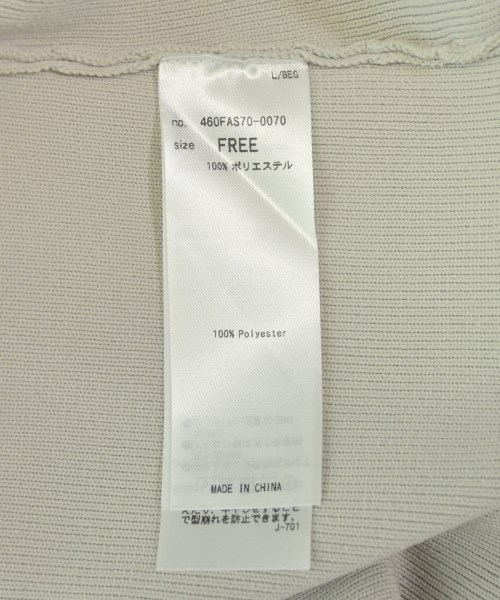 L/BEG
no. 460FAS70-0070
size FREE
100% ポリエステル
100% Polyester
MADE IN CHINA
で型崩れを防止できます。
J-701